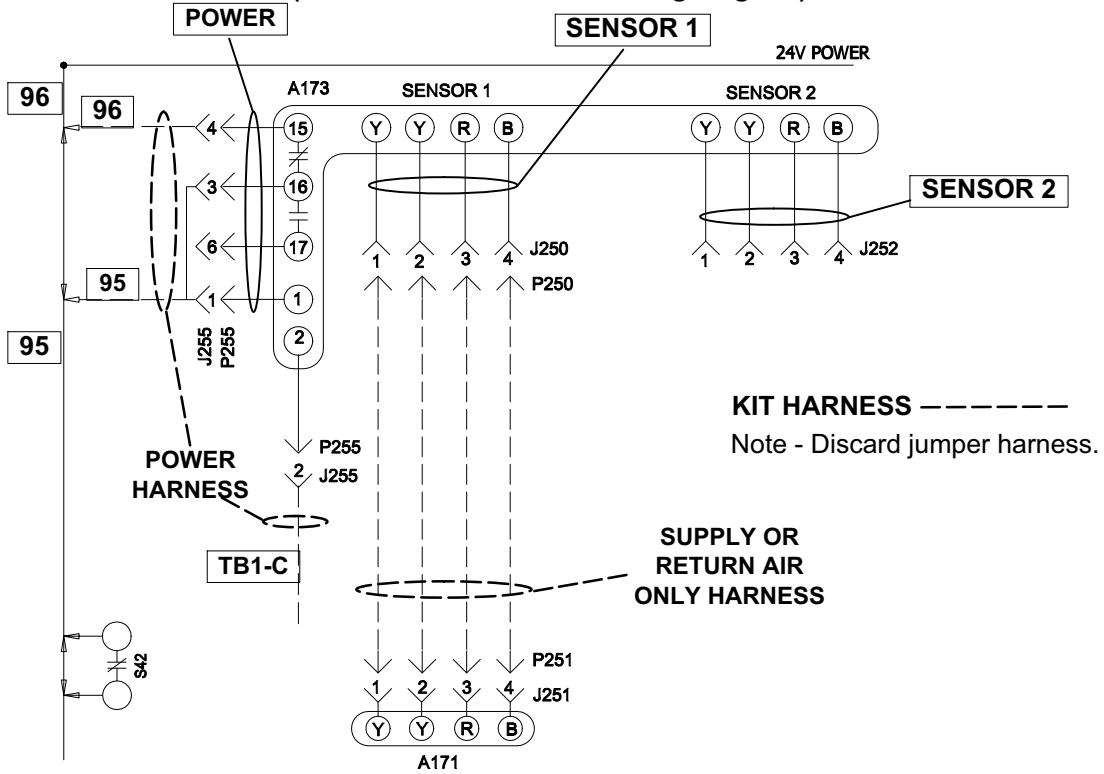 POWER
SENSOR 1
24V POWER
96
96
A173
SENSOR 1
SENSOR 2
4
15
Y Y R B
Y Y R B
3
16
SENSOR 2
6
17
J250
J252
1 2 3 4
1 2 3 4
P250
95
1
1
J255
P255
2
95
KIT HARNESS
Note - Discard jumper harness.
P255
2
J255
POWER
HARNESS
TB1-C
SUPPLY OR
RETURN AIR
ONLY HARNESS
S42
P251
1 2 3 4
J251
Y Y R B
A171